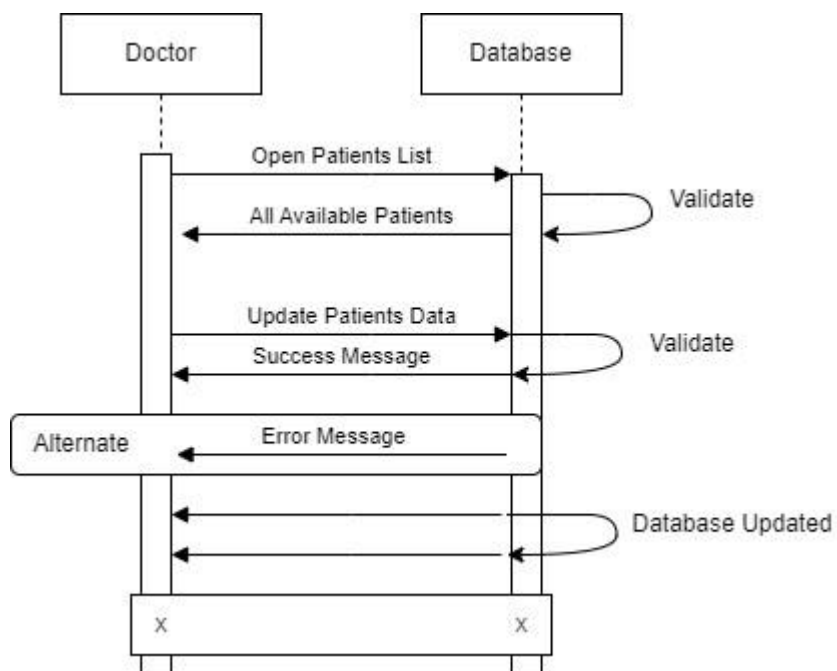 Doctor
Database
Open Patients List
Validate
All Available Patients
Update Patients Data
Validate
Success Message
Alternate
Error Message
Database Updated
X
X